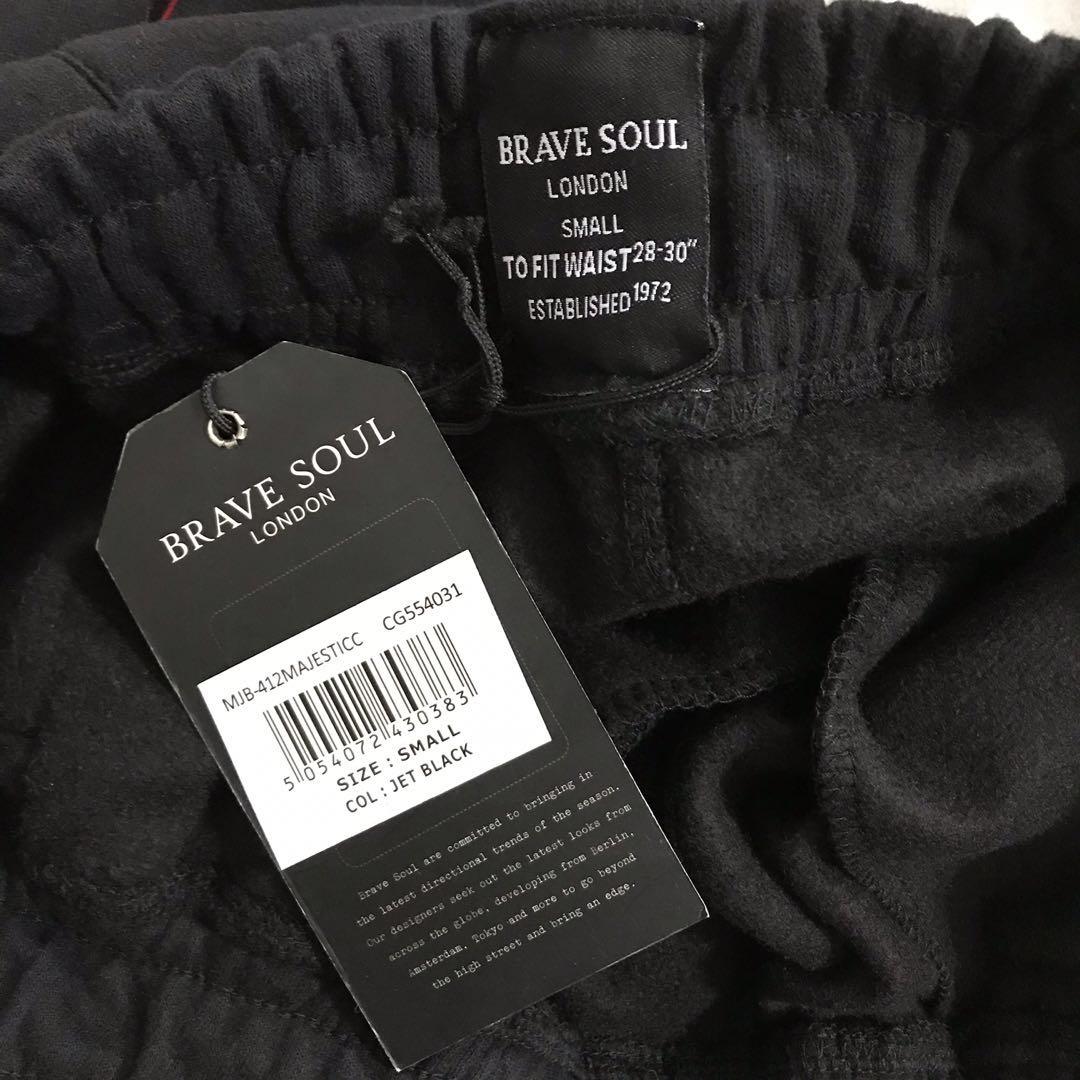 BRAVE SOUL
LONDON
SMALL
TO FIT WAIST 28-30"
ESTABLISHED 1972
BRAVE SOUL
LONDON
MJB-412MAJESTICC CG554031
5 054072 430383
SIZE : SMALL
COL : JET BLACK
Brave Soul are committed to bringing in
the latest directional trends of the season.
Our designers seek out the latest looks from
across the globe, developing from Berlin,
Amsterdam, Tokyo and more to go beyond
the high street and bring an edge.